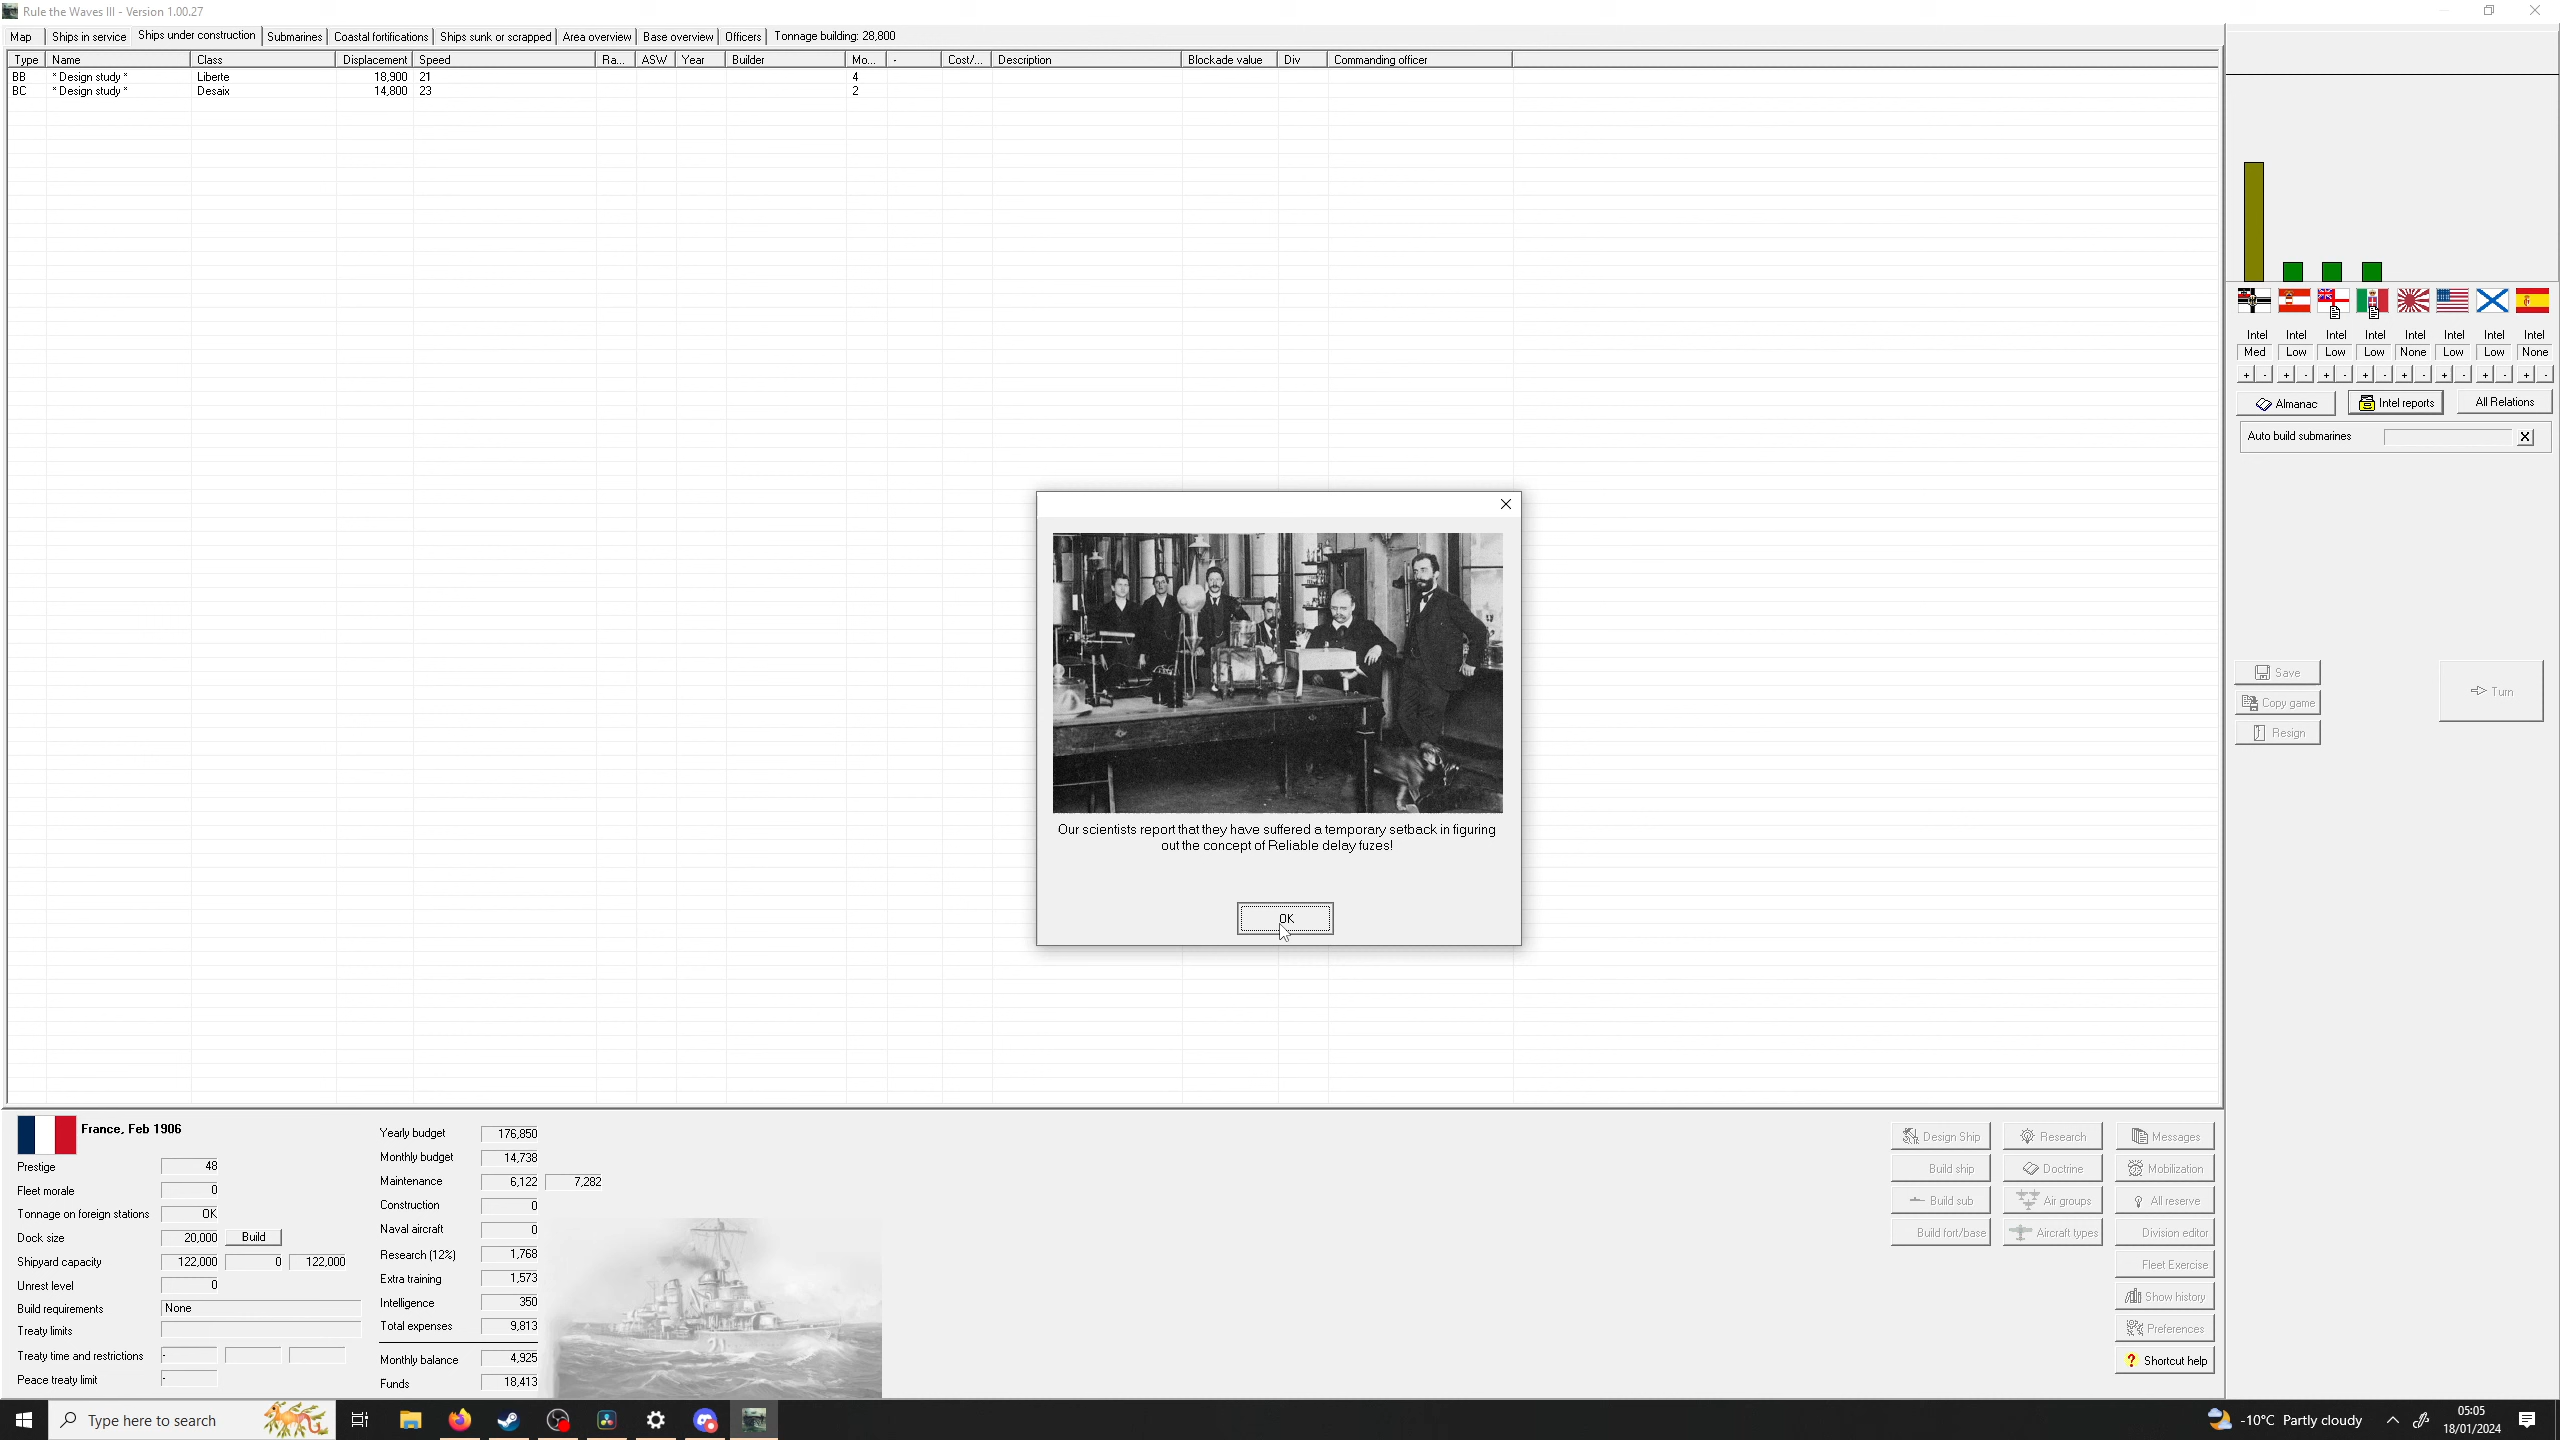 Rule the Waves III - Version 1.00.27
Map Ships in service Ships under construction Submarines Coastal fortifications Ships sunk or scrapped Area overview Base overview Officers Tonnage building: 28,800
Type Name Class Displacement Speed Ra... ASW Year Builder Mo... - Cost/... Description Blockade value Div Commanding officer
BB * Design study * Liberte 18,900 21 4
BC * Design study * Desaix 14,800 23 2
Intel Intel Intel Intel Intel Intel Intel Intel
Med Low Low Low None Low Low None
+ - + - + - + - + - + - + - + -
Almanac Intel reports All Relations
Auto build submarines X
Save
Copy game
Resign
Turn
Our scientists report that they have suffered a temporary setback in figuring
out the concept of Reliable delay fuzes!
OK
France, Feb 1906
Prestige 48
Fleet morale 0
Tonnage on foreign stations OK
Dock size 20,000 Build
Shipyard capacity 122,000 0 122,000
Unrest level 0
Build requirements None
Treaty limits
Treaty time and restrictions -
Peace treaty limit -
Yearly budget 176,850
Monthly budget 14,738
Maintenance 6,122 7,282
Construction 0
Naval aircraft 0
Research (12%) 1,768
Extra training 1,573
Intelligence 350
Total expenses 9,813
Monthly balance 4,925
Funds 18,413
Design Ship Research Messages
Build ship Doctrine Mobilization
Build sub Air groups All reserve
Build fort/base Aircraft types Division editor
Fleet Exercise
Show history
Preferences
? Shortcut help
Type here to search
-10°C Partly cloudy
05:05
18/01/2024